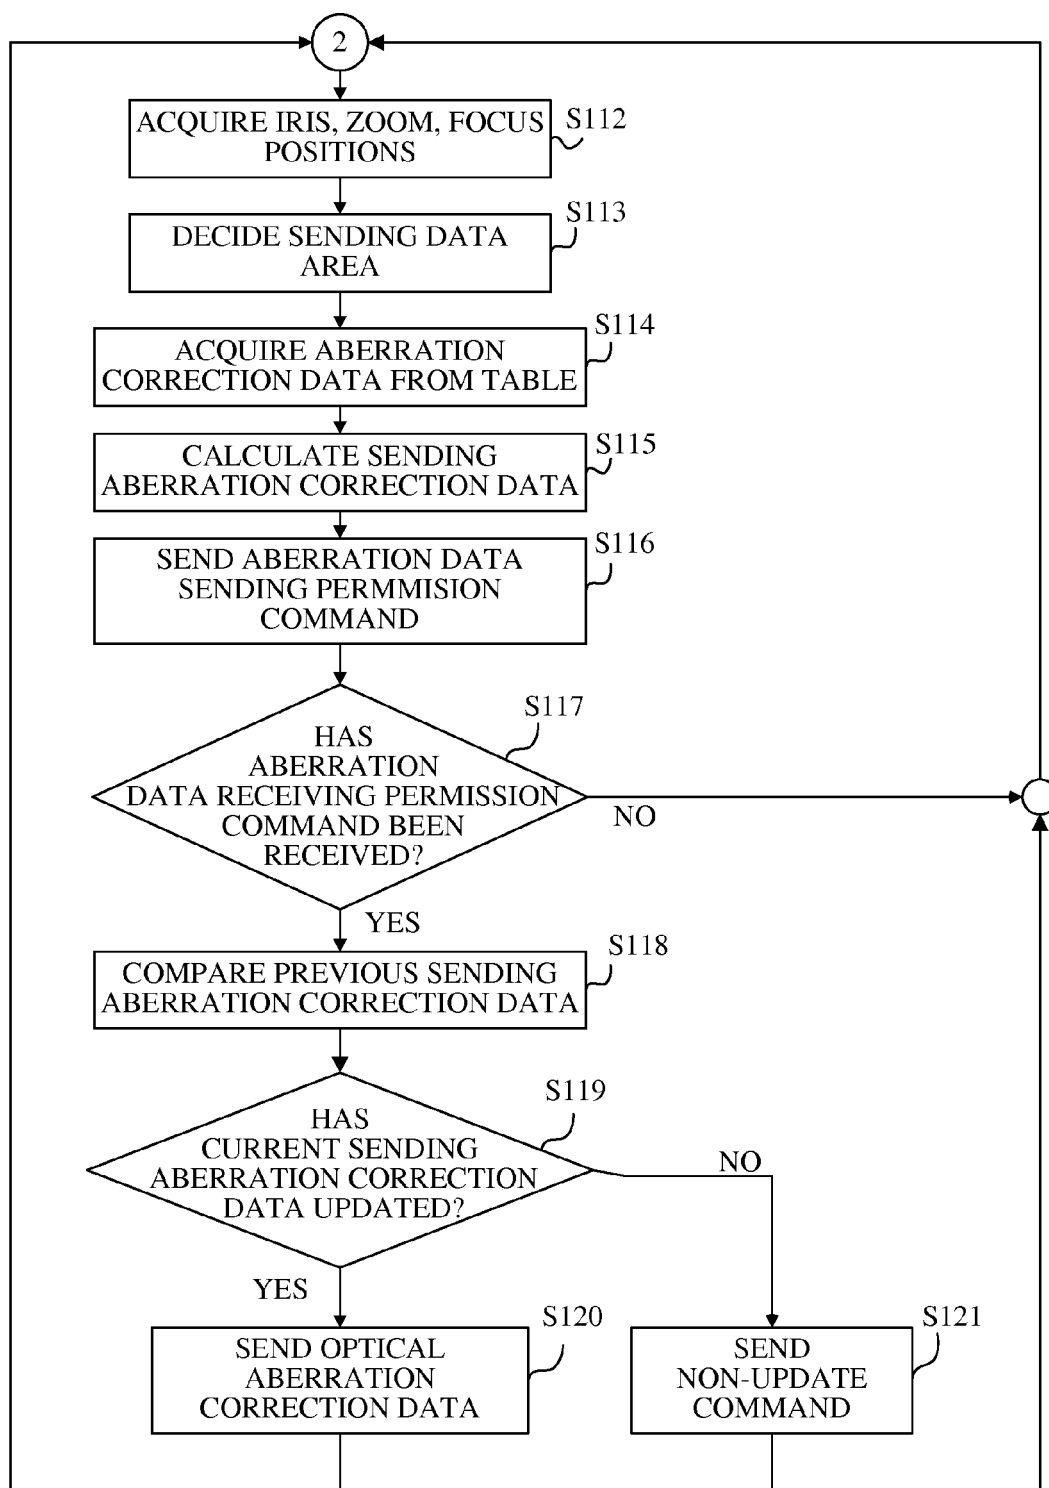 2
ACQUIRE IRIS, ZOOM, FOCUS
POSITIONS
S112
DECIDE SENDING DATA
AREA
S113
ACQUIRE ABERRATION
CORRECTION DATA FROM TABLE
S114
CALCULATE SENDING
ABERRATION CORRECTION DATA
S115
SEND ABERRATION DATA
SENDING PERMMISION
COMMAND
S116
HAS
ABERRATION
DATA RECEIVING PERMISSION
COMMAND BEEN
RECEIVED?
S117
NO
YES
COMPARE PREVIOUS SENDING
ABERRATION CORRECTION DATA
S118
HAS
CURRENT SENDING
ABERRATION CORRECTION
DATA UPDATED?
S119
NO
YES
SEND OPTICAL
ABERRATION
CORRECTION DATA
S120
SEND
NON-UPDATE
COMMAND
S121